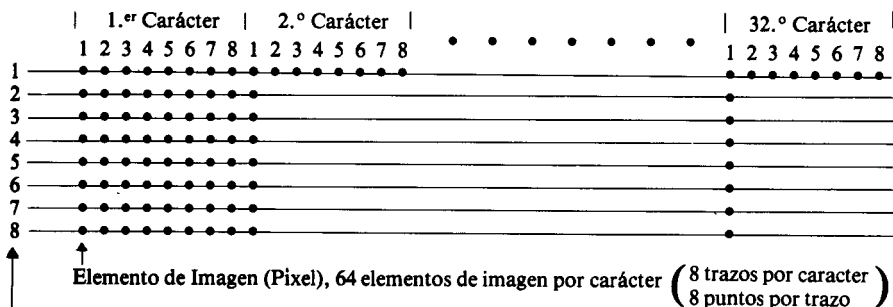 1.er Carácter 2.º Carácter 32.º Carácter
1 2 3 4 5 6 7 8 1 2 3 4 5 6 7 8 1 2 3 4 5 6 7 8
1
2
3
4
5
6
7
8
Elemento de Imagen (Pixel), 64 elementos de imagen por carácter (8 trazos por caracter
8 puntos por trazo)